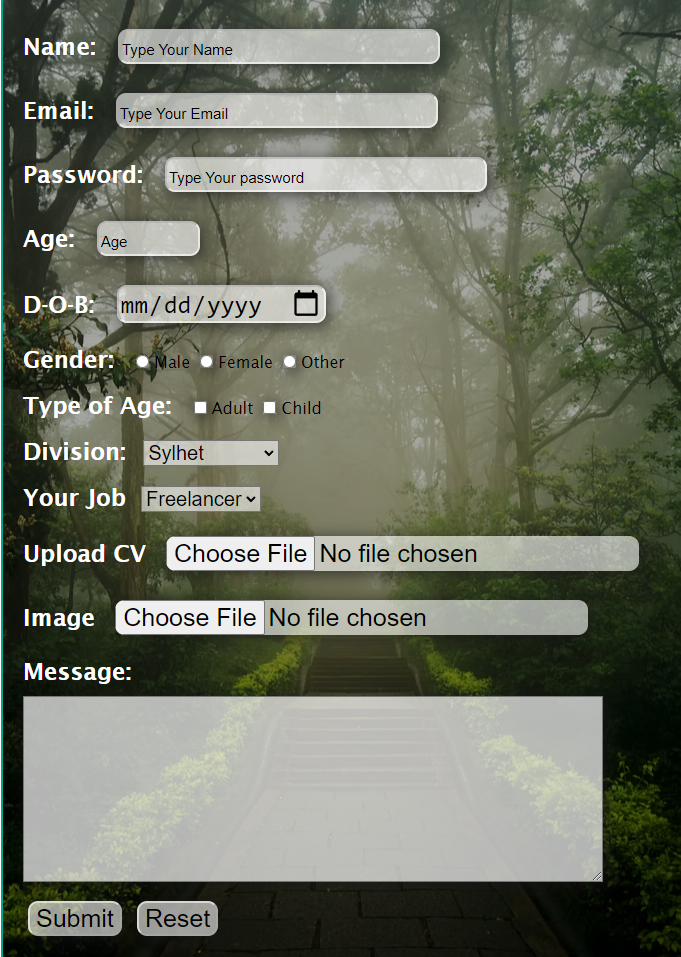 Name: Type Your Name
Email: Type Your Email
Password: Type Your password
Age: Age
D-O-B: mm/dd/yyyy
Gender: Male Female Other
Type of Age: Adult Child
Division: Sylhet
Your Job Freelancer
Upload CV Choose File No file chosen
Image Choose File No file chosen
Message:
Submit Reset